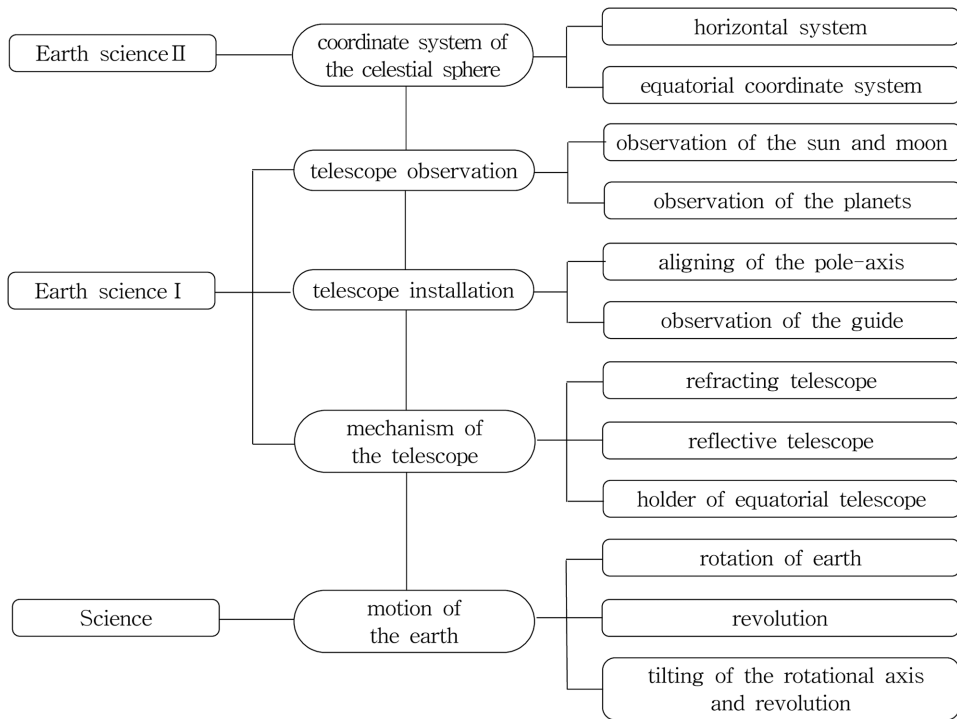 Earth science Ⅱ
coordinate system of
the celestial sphere
horizontal system
equatorial coordinate system
telescope observation
observation of the sun and moon
observation of the planets
Earth science Ⅰ
telescope installation
aligning of the pole-axis
observation of the guide
mechanism of
the telescope
refracting telescope
reflective telescope
holder of equatorial telescope
Science
motion of
the earth
rotation of earth
revolution
tilting of the rotational axis
and revolution